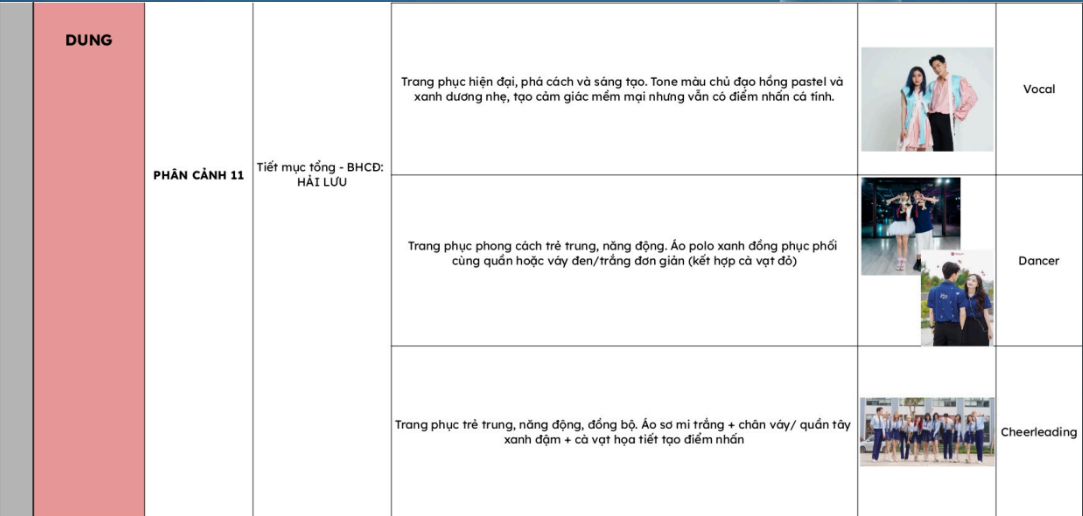 DUNG
PHÂN CẢNH 11
Tiết mục tổng - BHCĐ:
HẢI LƯU
Trang phục hiện đại, phá cách và sáng tạo. Tone màu chủ đạo hồng pastel và
xanh dương nhẹ, tạo cảm giác mềm mại nhưng vẫn có điểm nhấn cá tính.
Vocal
Trang phục phong cách trẻ trung, năng động. Áo polo xanh đồng phục phối
cùng quần hoặc váy đen/trắng đơn giản (kết hợp cà vạt đỏ)
Dancer
Trang phục trẻ trung, năng động, đồng bộ. Áo sơ mi trắng + chân váy/ quần tây
xanh đậm + cà vạt họa tiết tạo điểm nhấn
Cheerleading